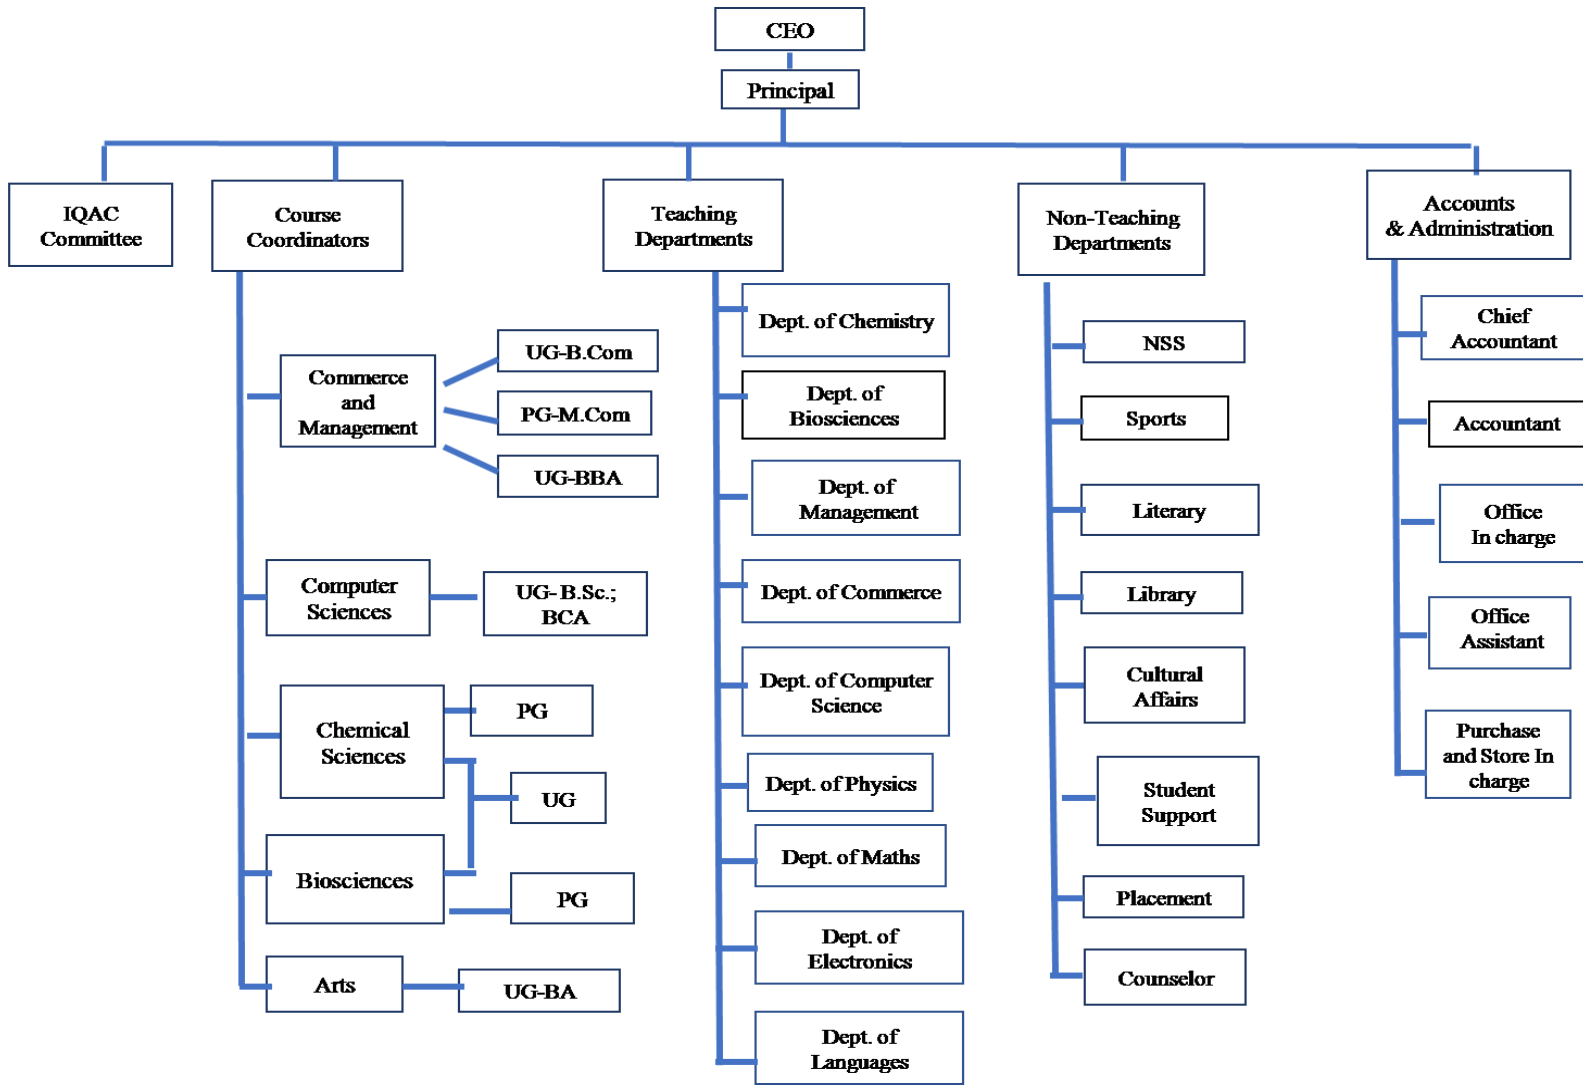 CEO
Principal
IQAC
Committee
Course
Coordinators
Teaching
Departments
Non-Teaching
Departments
Accounts
& Administration
Commerce
and
Management
UG-B.Com
PG-M.Com
UG-BBA
Computer
Sciences
UG- B.Sc.;
BCA
Chemical
Sciences
PG
UG
Biosciences
PG
Arts
UG-BA
Dept. of Chemistry
Dept. of
Biosciences
Dept. of
Management
Dept. of Commerce
Dept. of Computer
Science
Dept. of Physics
Dept. of Maths
Dept. of
Electronics
Dept. of
Languages
NSS
Sports
Literary
Library
Cultural
Affairs
Student
Support
Placement
Counselor
Chief
Accountant
Accountant
Office
In charge
Office
Assistant
Purchase
and Store In
charge